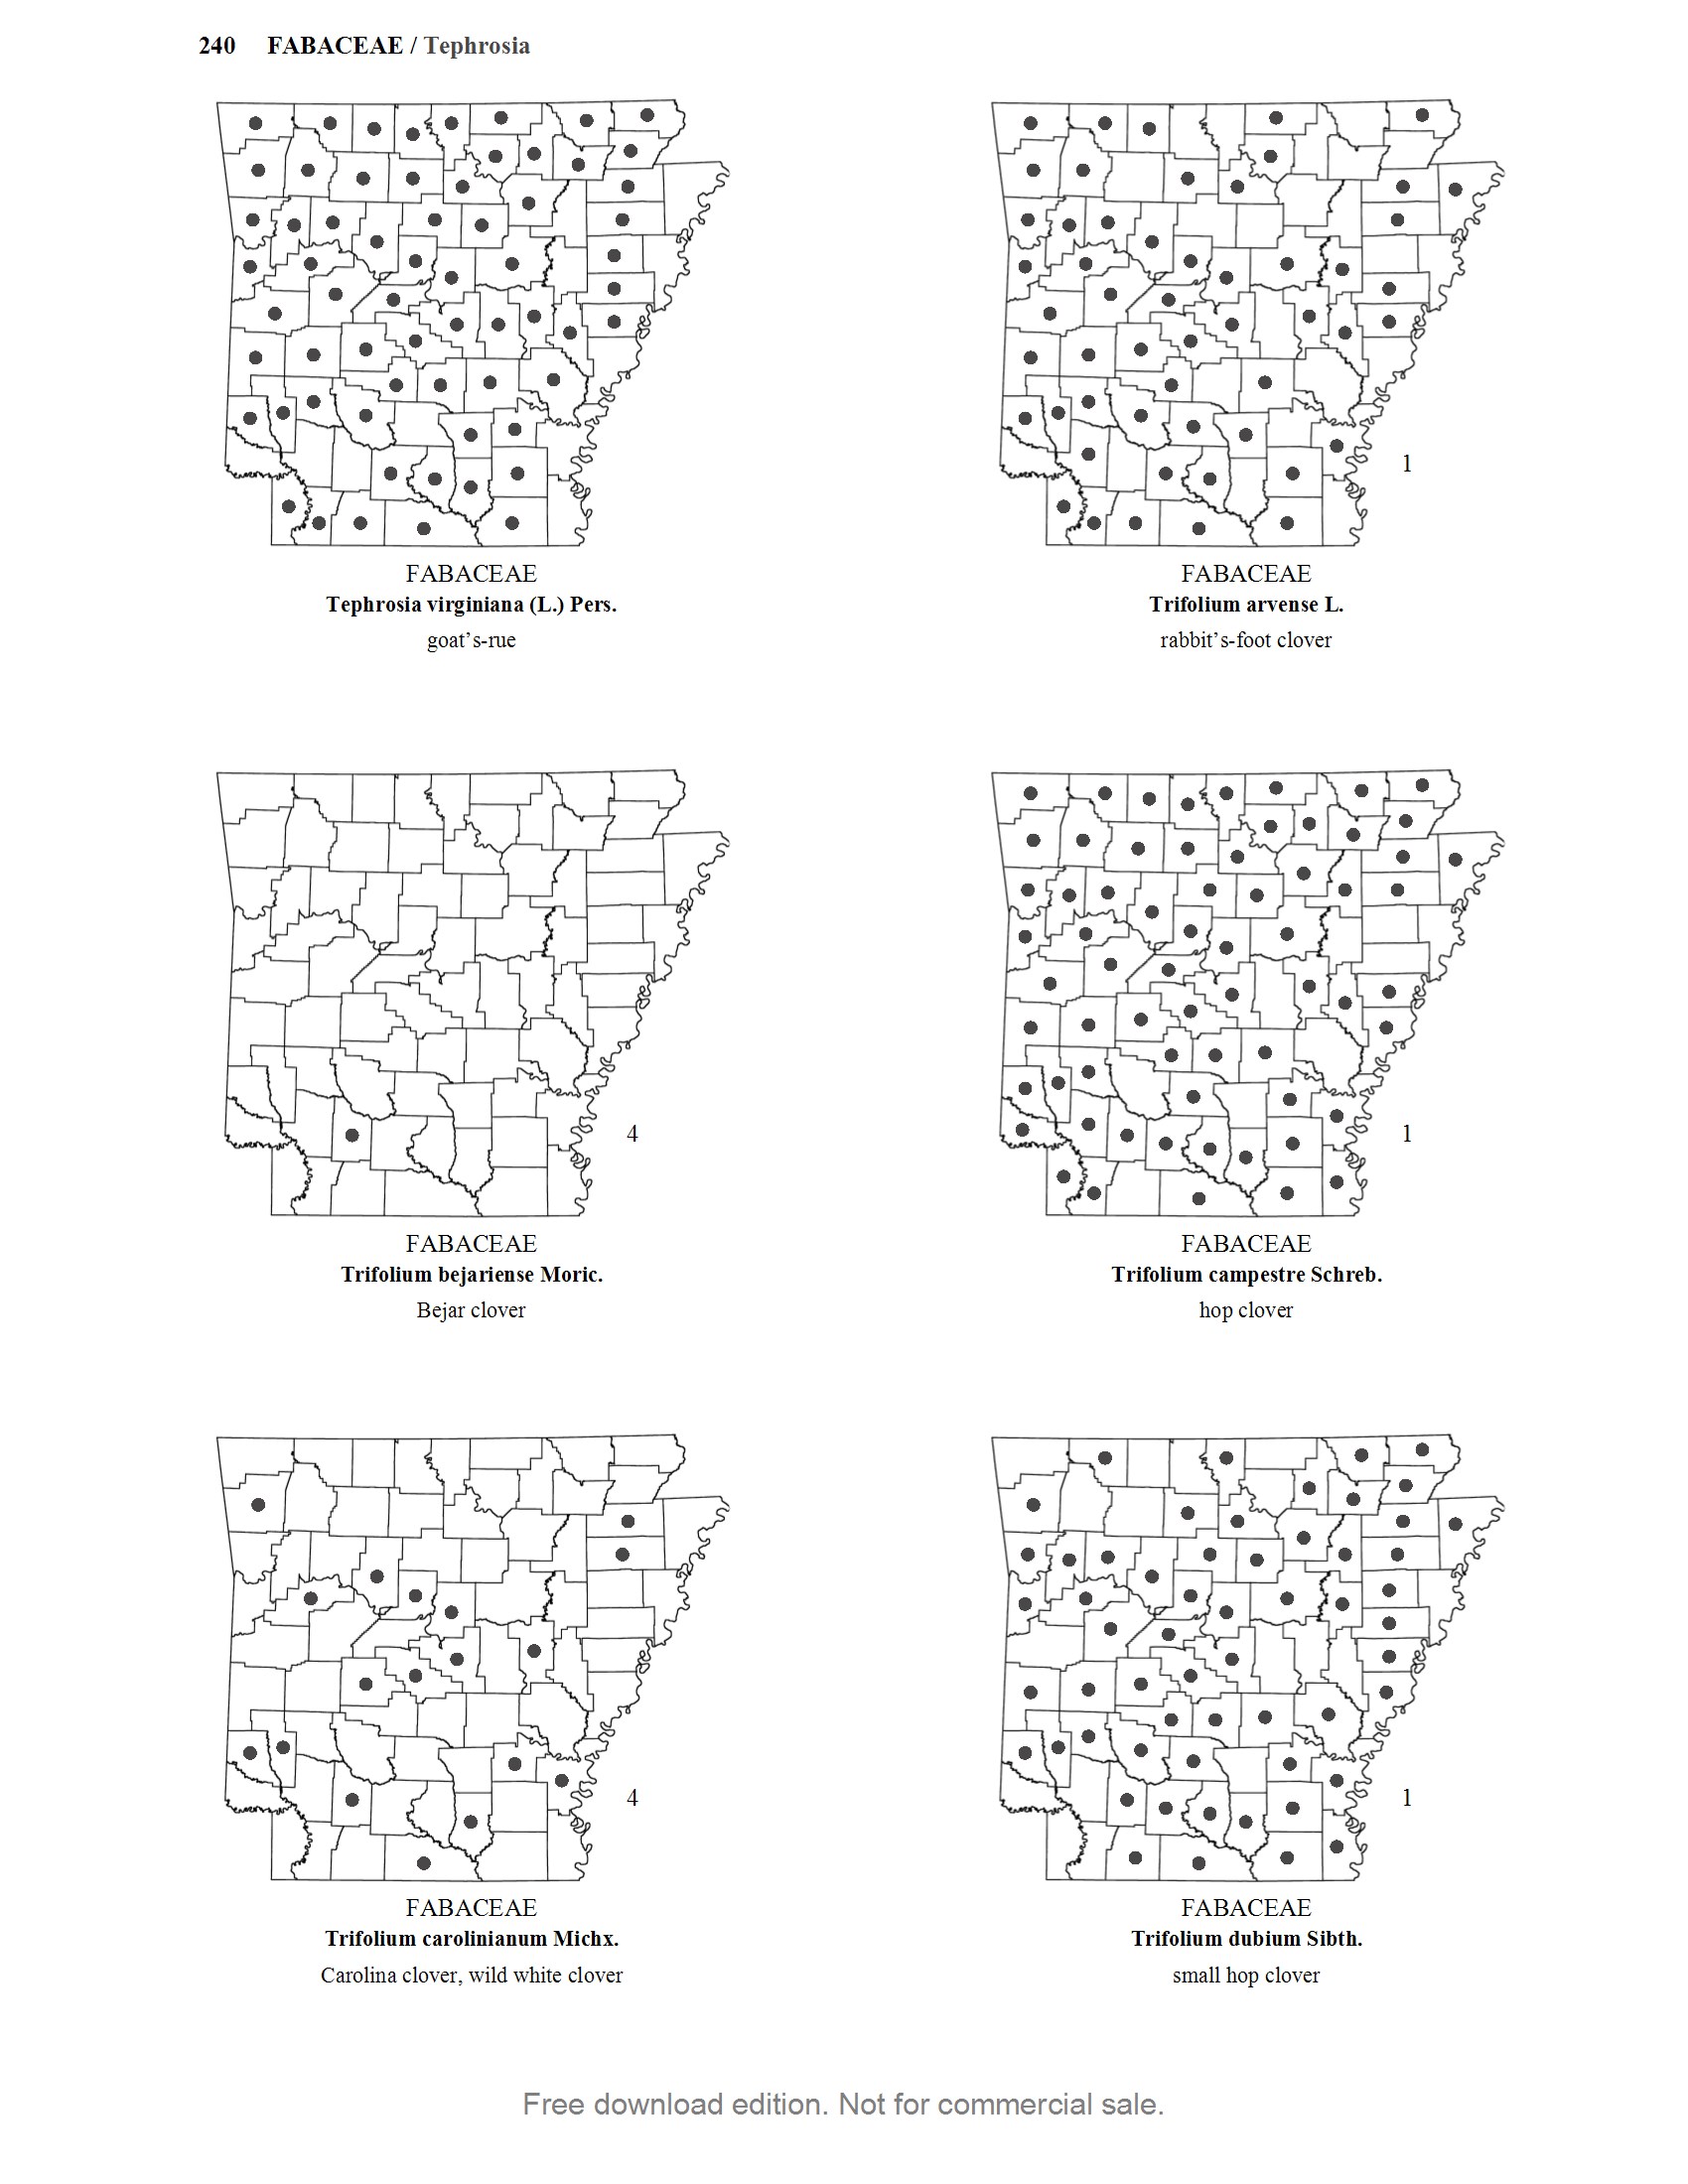 240 FABACEAE / Tephrosia
FABACEAE
Tephrosia virginiana (L.) Pers.
goat’s-rue
1
FABACEAE
Trifolium arvense L.
rabbit’s-foot clover
4
FABACEAE
Trifolium bejariense Moric.
Bejar clover
1
FABACEAE
Trifolium campestre Schreb.
hop clover
4
FABACEAE
Trifolium carolinianum Michx.
Carolina clover, wild white clover
1
FABACEAE
Trifolium dubium Sibth.
small hop clover
Free download edition. Not for commercial sale.